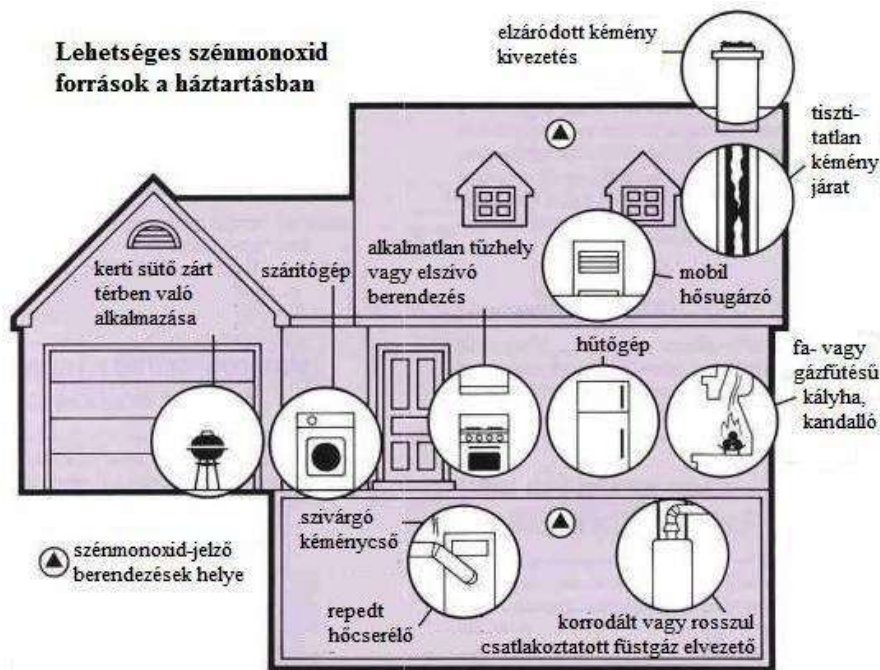 Lehetséges szénmonoxid
források a háztartásban
elzáródott kémény
kivezetés
tiszti-
tatlan
kémény
járat
kerti sütő zárt
térben való
alkalmazása
szárítógép
alkalmatlan tűzhely
vagy elszívó
berendezés
mobil
hősugárzó
hűtőgép
fa- vagy
gázfűtésű
kályha,
kandalló
szivárgó
kéménycső
szénmonoxid-jelző
berendezések helye
repedt
hőcserélő
korrodált vagy rosszul
csatlakoztatott füstgáz elvezető